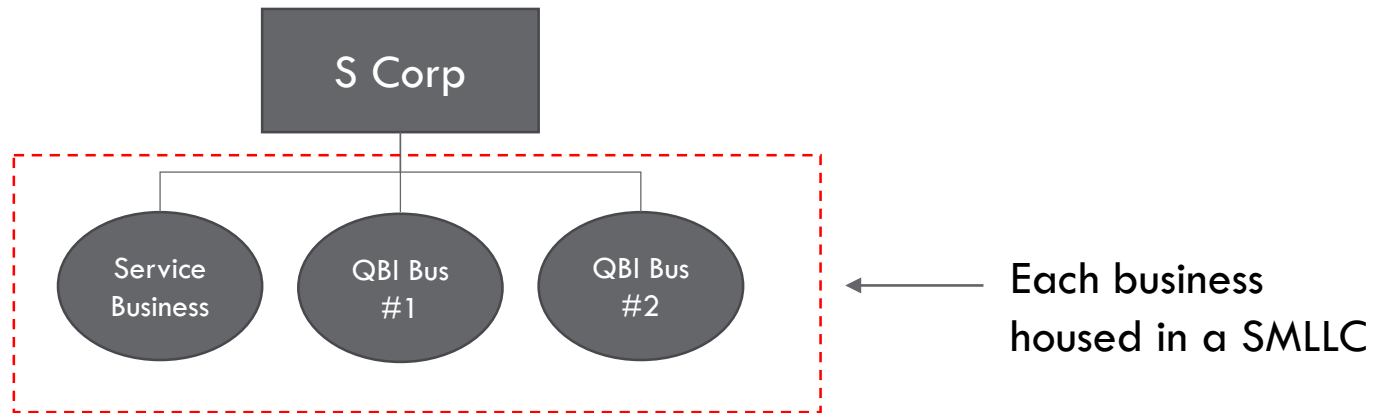 S Corp
Service
Business
QBI Bus
#1
QBI Bus
#2
Each business
housed in a SMLLC